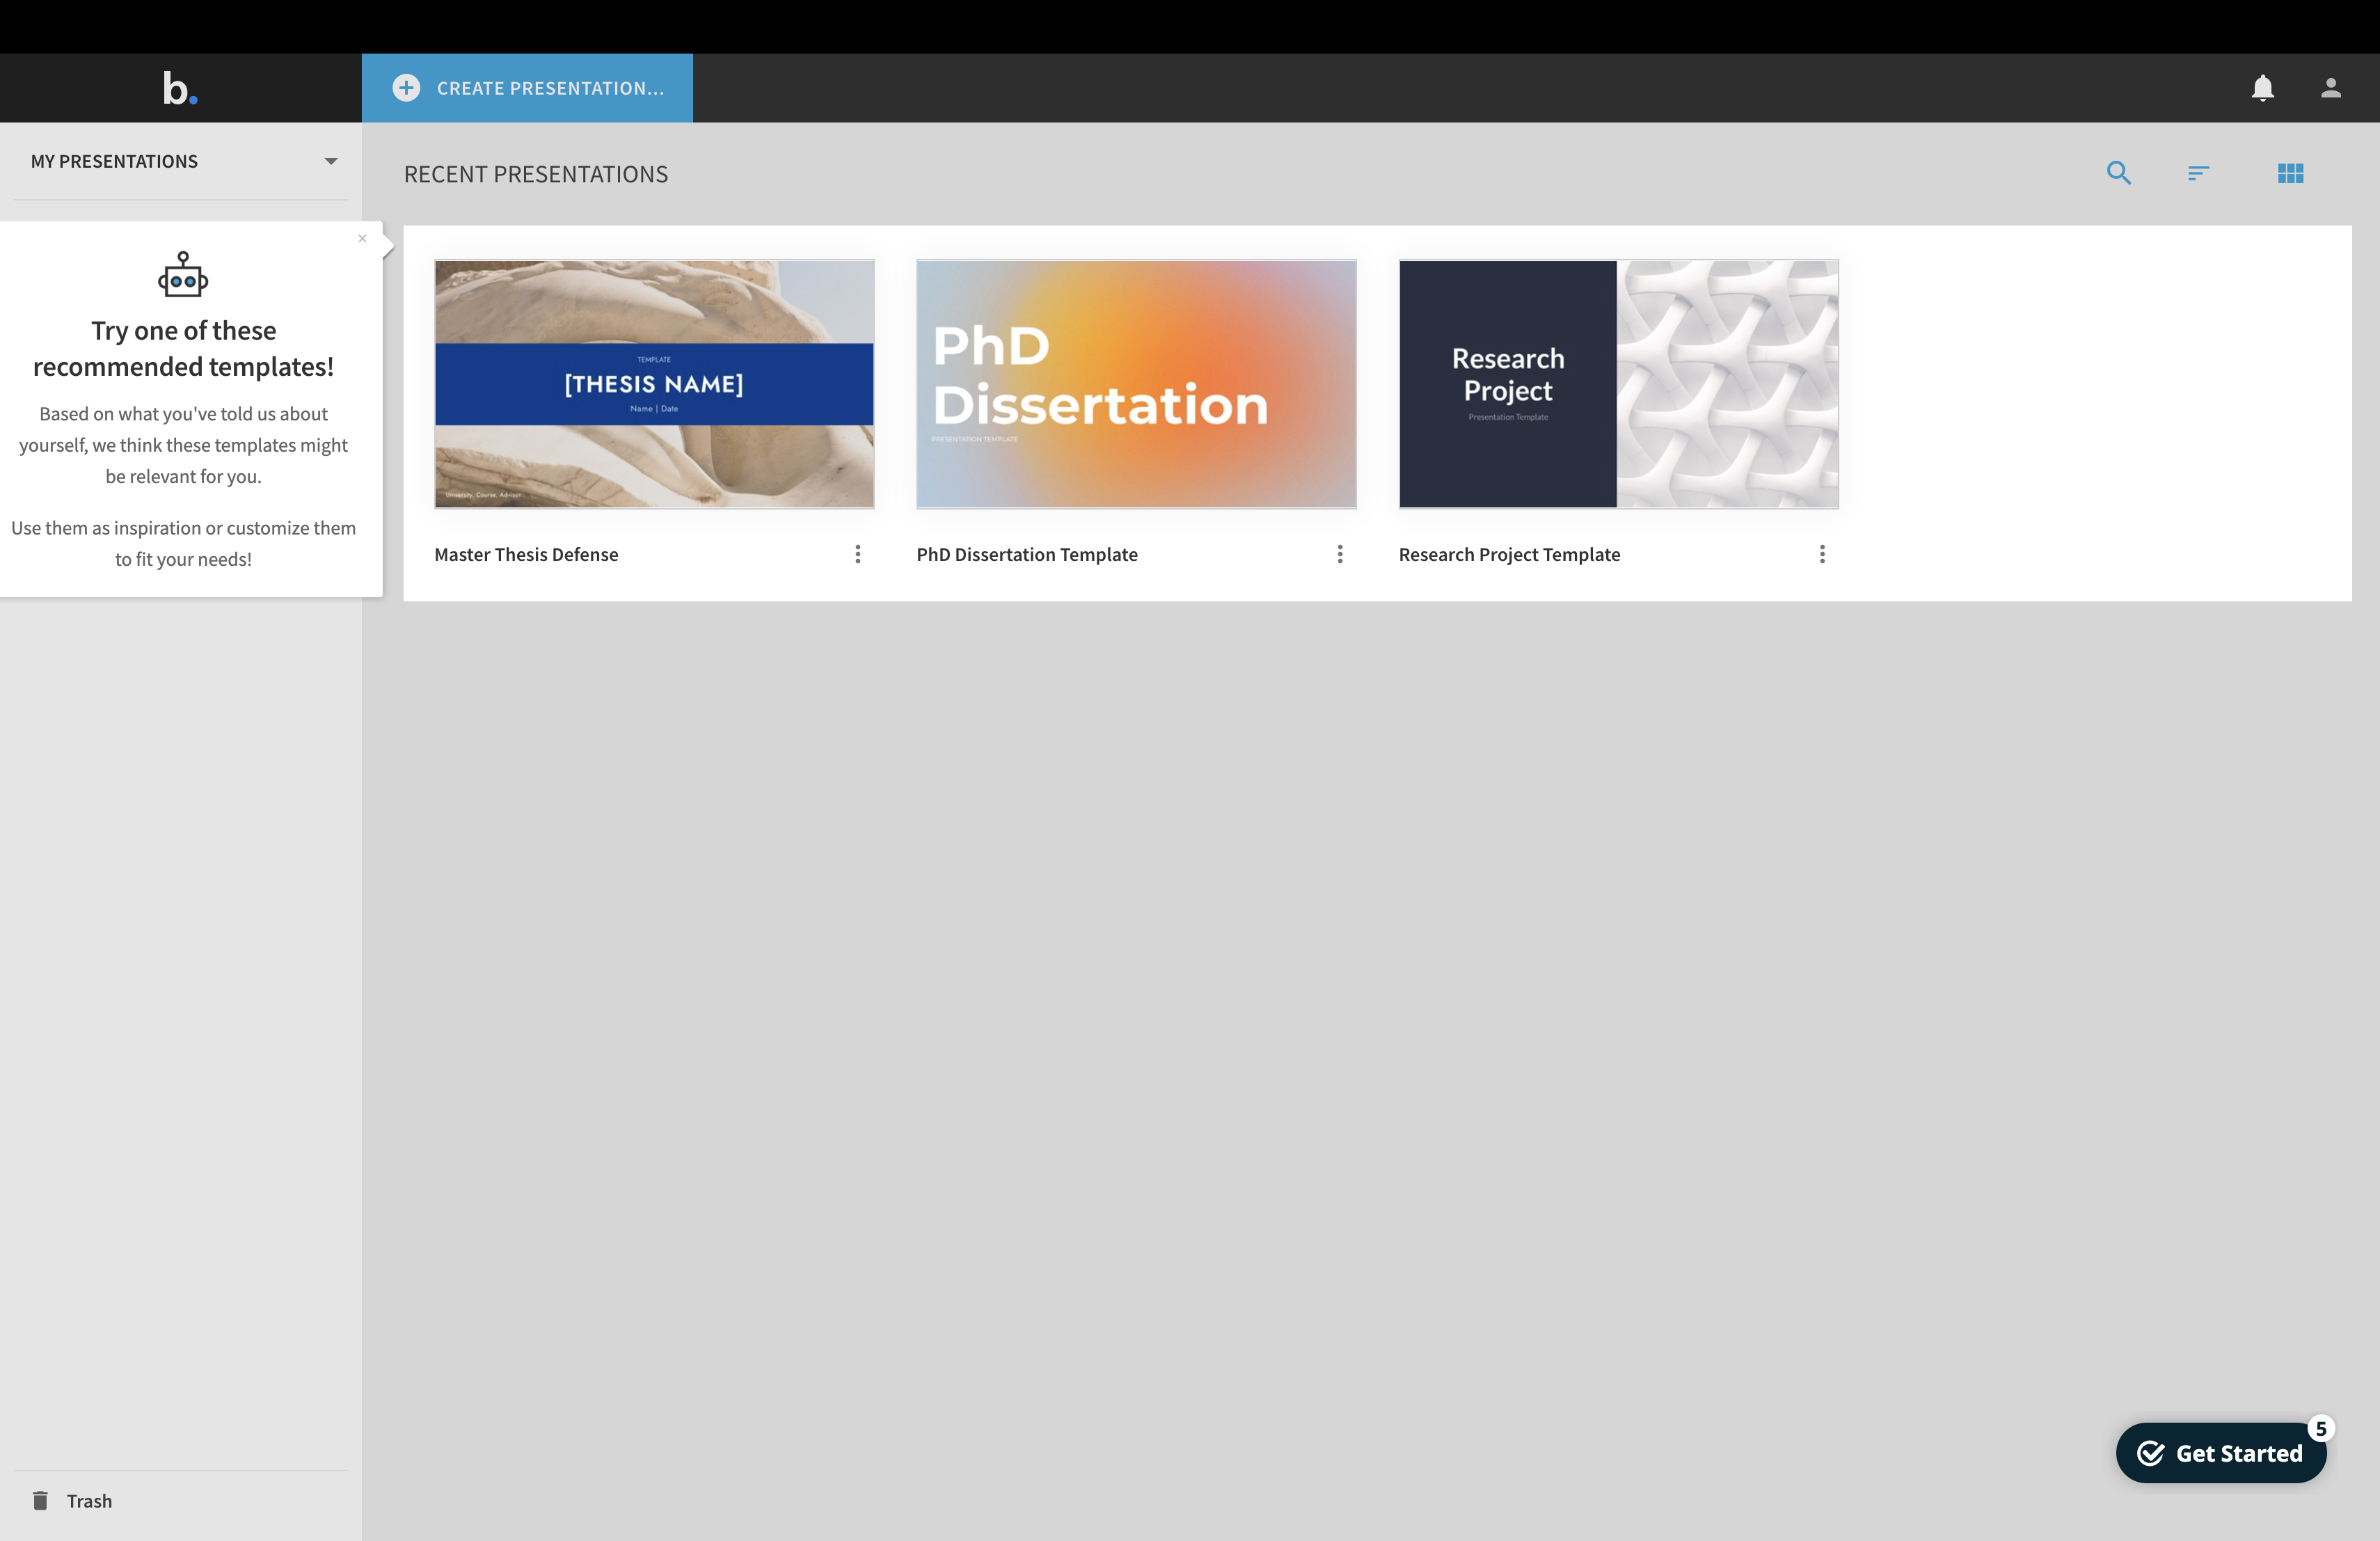 b.
CREATE PRESENTATION...
MY PRESENTATIONS
RECENT PRESENTATIONS
×
Try one of these
recommended templates!
Based on what you've told us about
yourself, we think these templates might
be relevant for you.
Use them as inspiration or customize them
to fit your needs!
TEMPLATE
[THESIS NAME]
Name | Date
University, Course, Advisor
Master Thesis Defense
PhD
Dissertation
PRESENTATION TEMPLATE
PhD Dissertation Template
Research
Project
Presentation Template
Research Project Template
5
Get Started
Trash